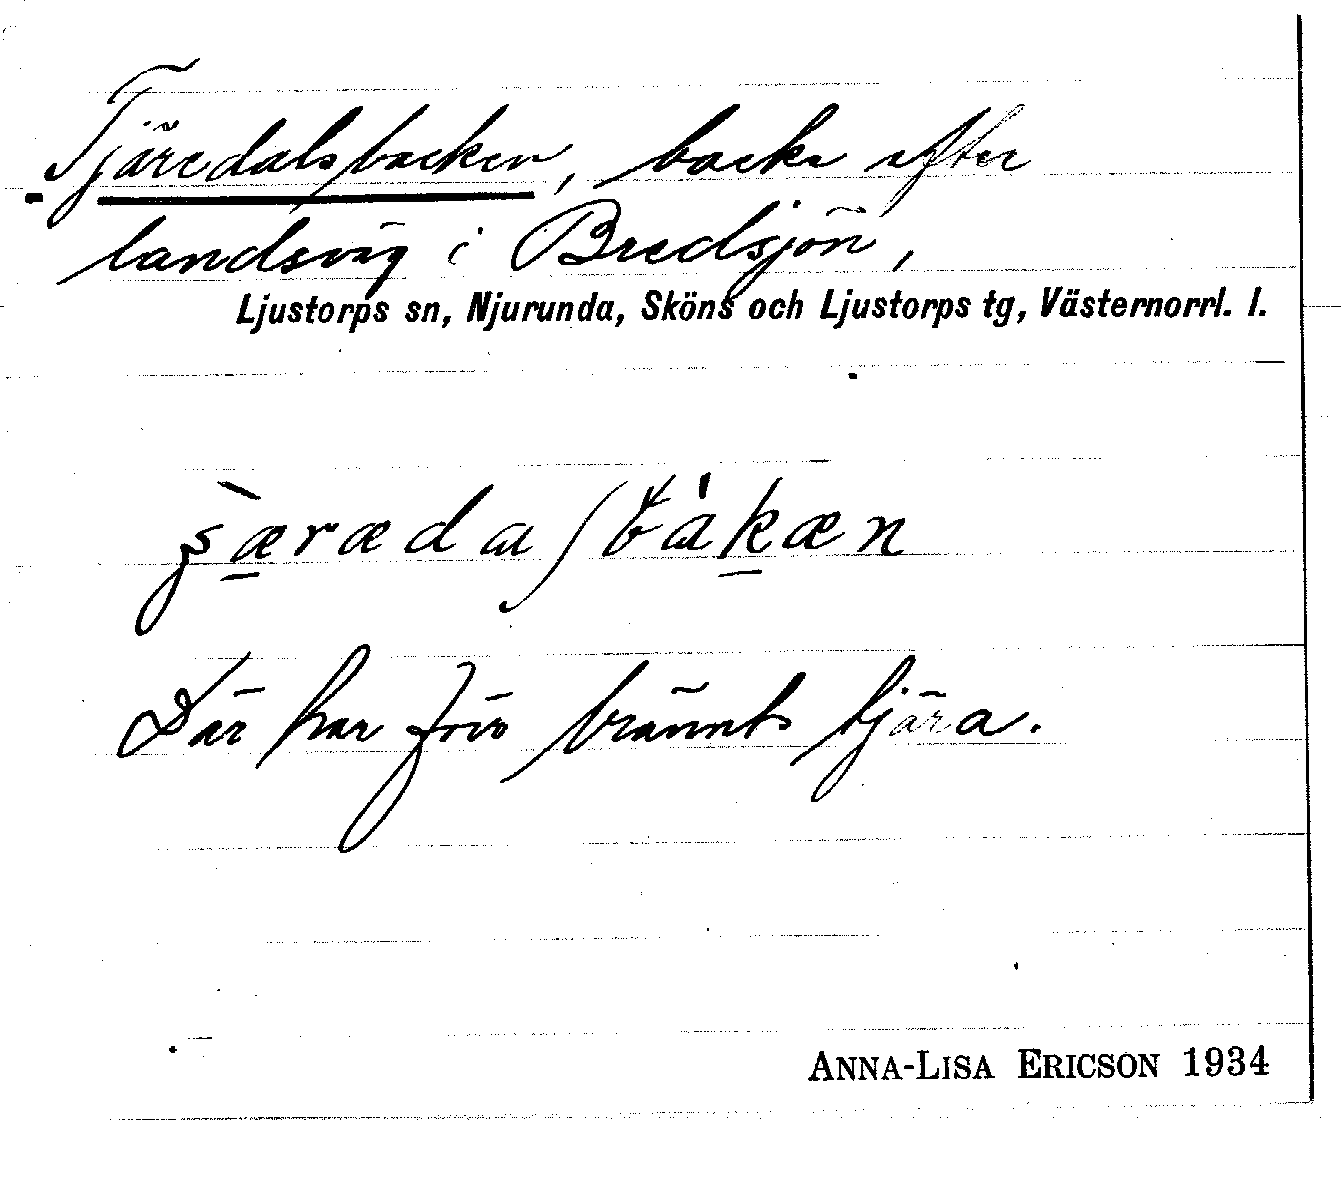 Tjäredalsbacken, backe efter
landsväg i Bredsjön,
Ljustorps sn, Njurunda, Sköns och Ljustorps tg, Västernorrl. l.
Där har förr bränts tjära.
ANNA-LISA ERICSON 1934